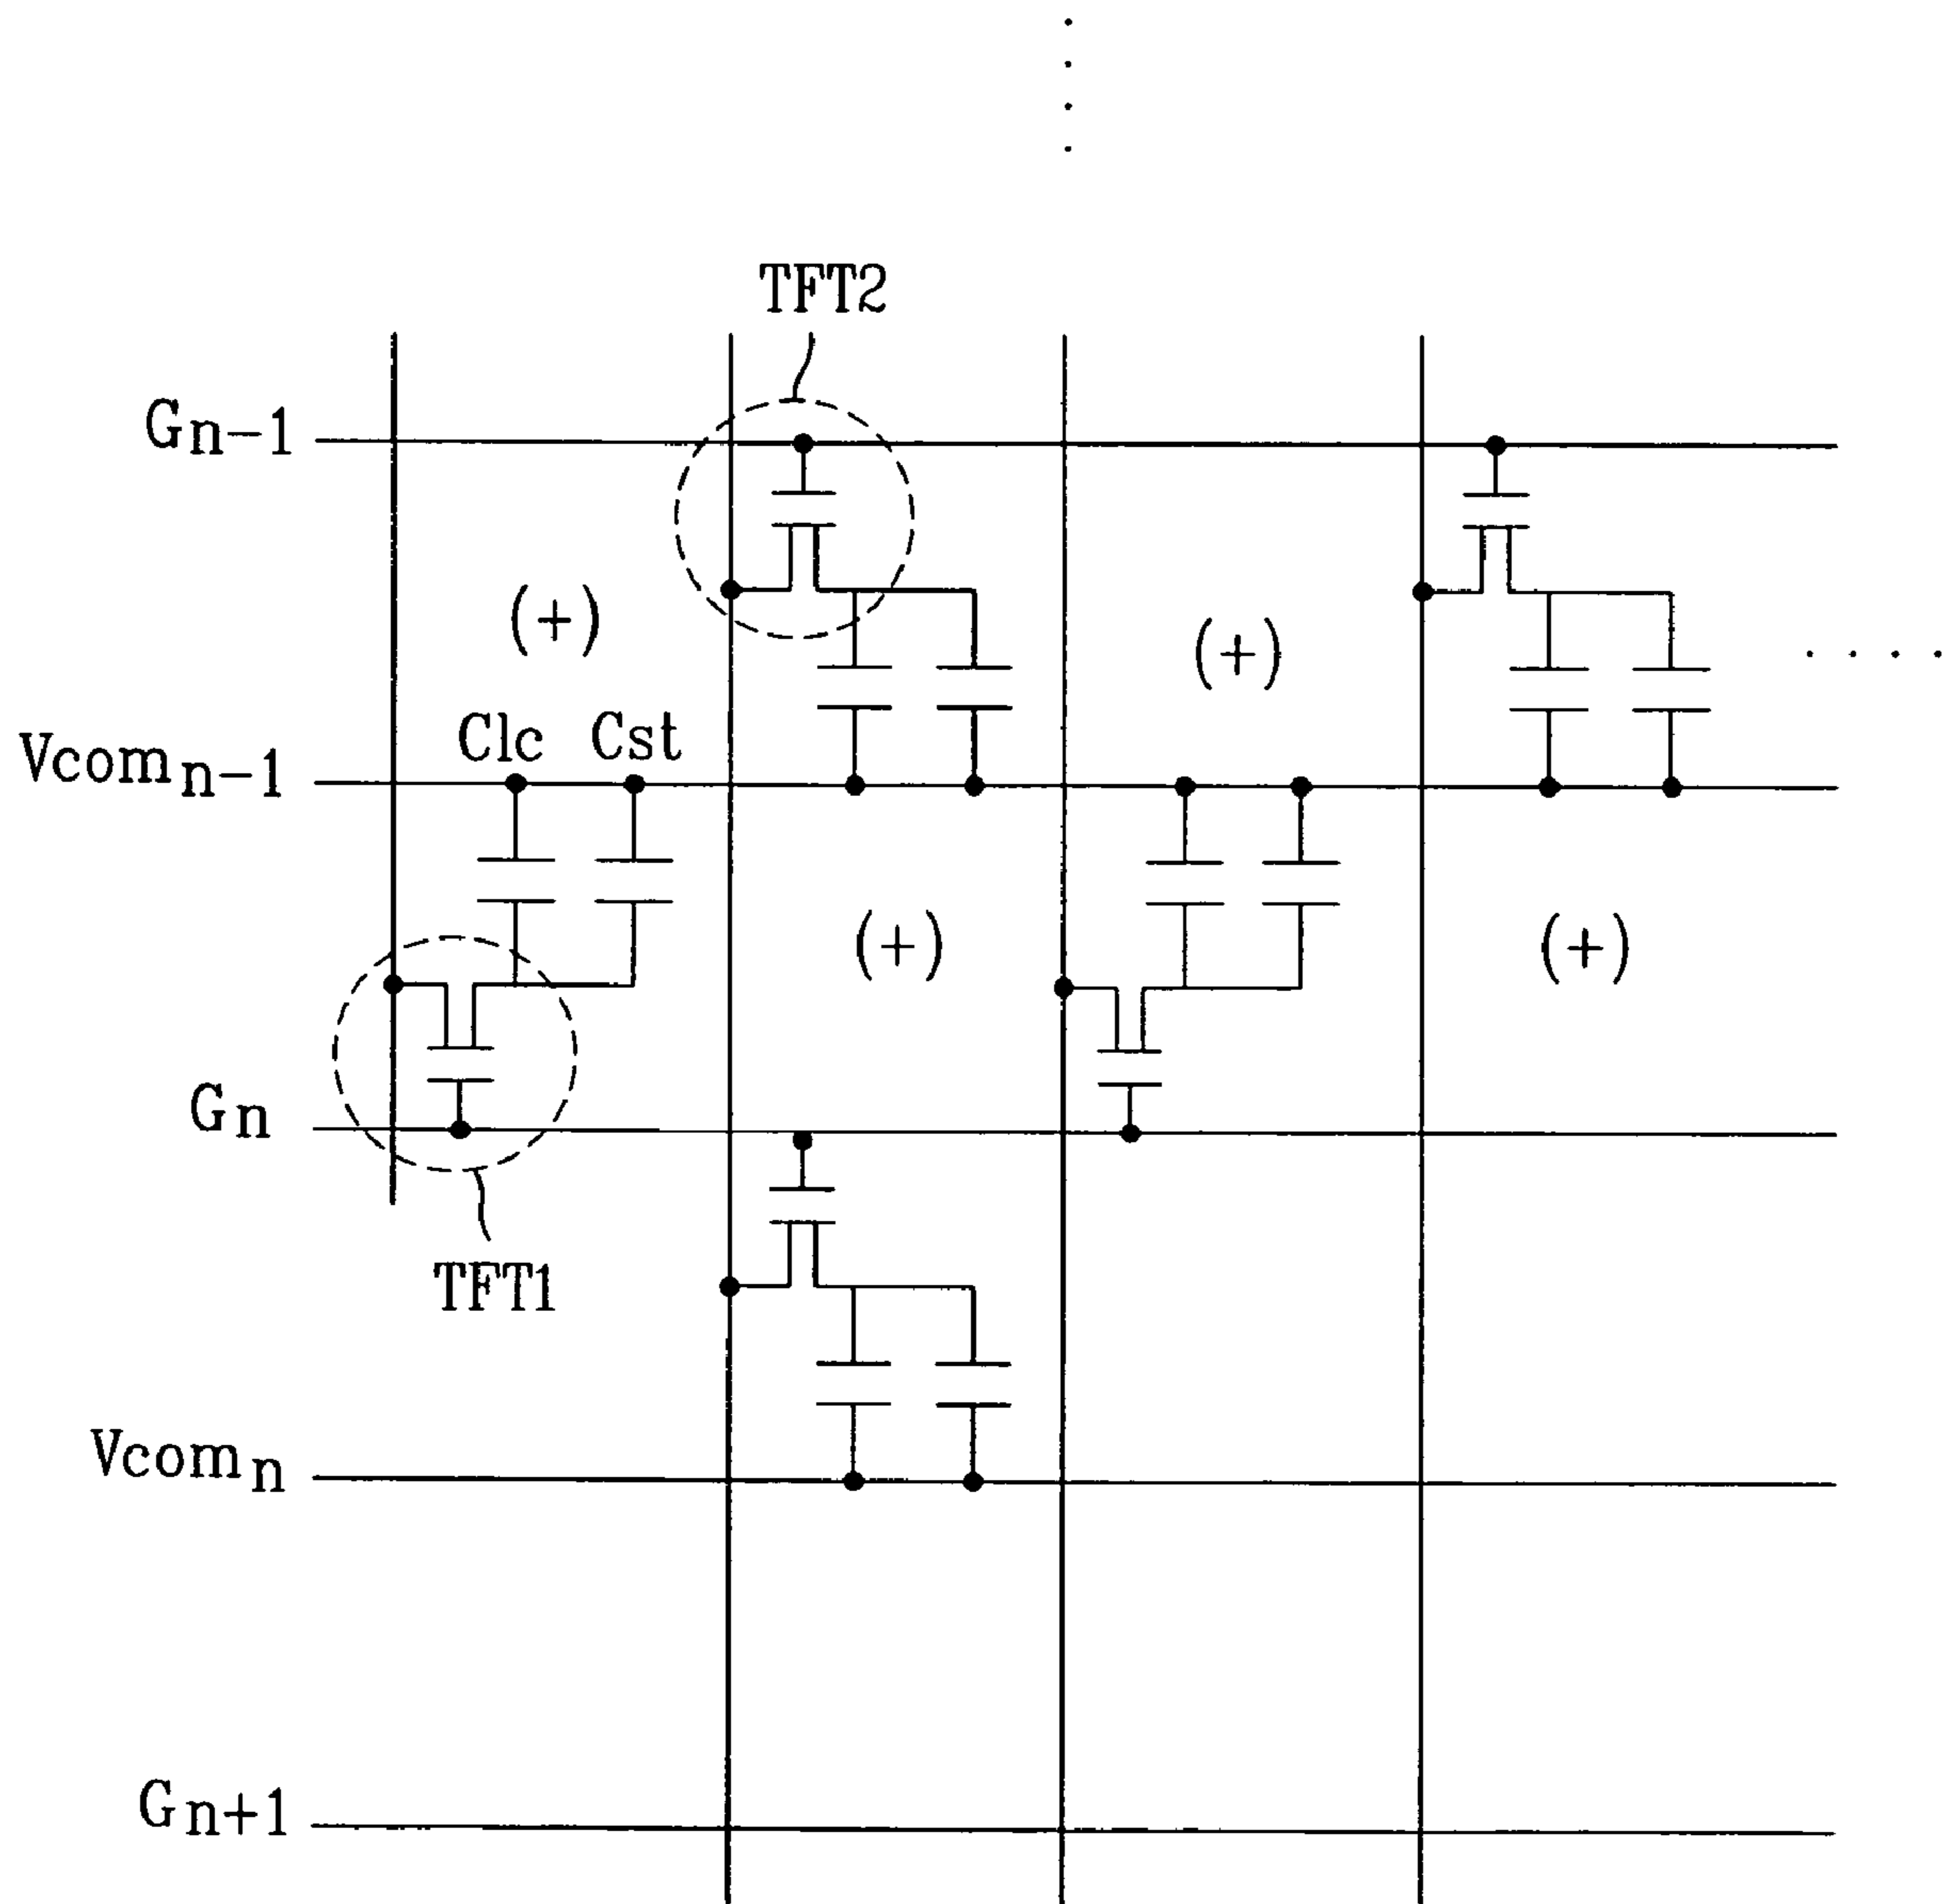 TFT2
Gn-1
(+)
(+)
Clc Cst
Vcomn-1
(+)
(+)
Gn
TFT1
Vcomn
Gn+1